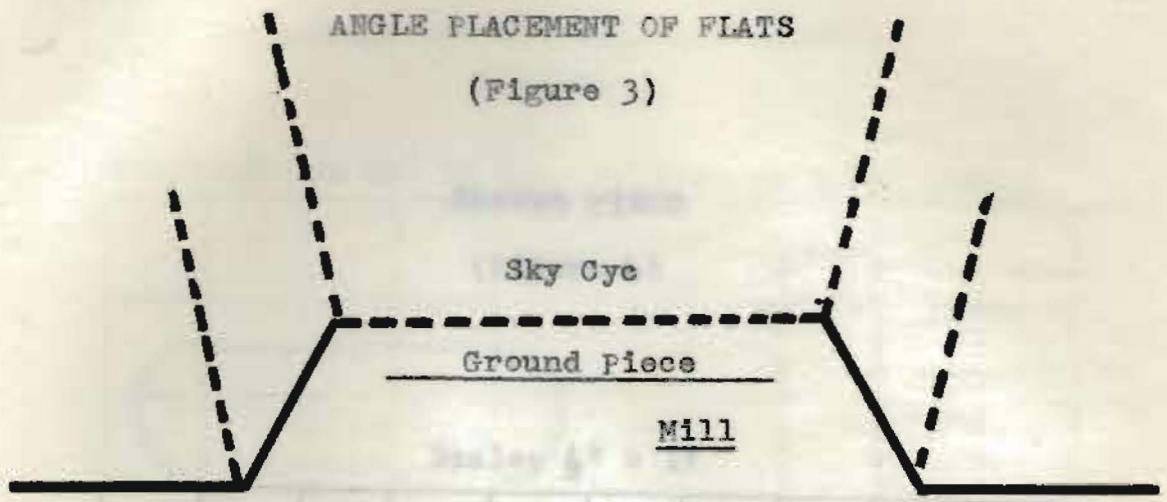 ANGLE PLACEMENT OF FLATS
(Figure 3)
Sky Cyc
Ground Piece
Mill